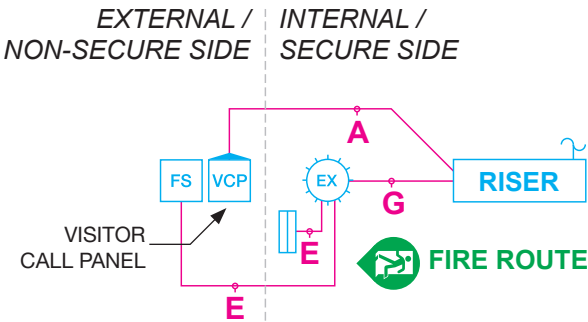 EXTERNAL /
NON-SECURE SIDE
INTERNAL /
SECURE SIDE
A
FS
VCP
EX
RISER
G
VISITOR
CALL PANEL
E
FIRE ROUTE
E